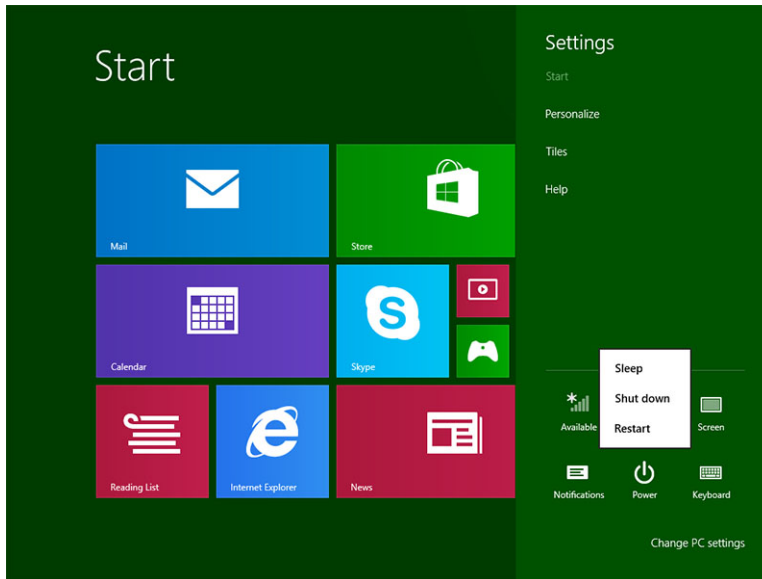 Start
Mail
Store
Calendar
Skype
Reading List
Internet Explorer
News
Settings
Start
Personalize
Tiles
Help
Sleep
Shut down
Restart
Available
Screen
Notifications
Power
Keyboard
Change PC settings